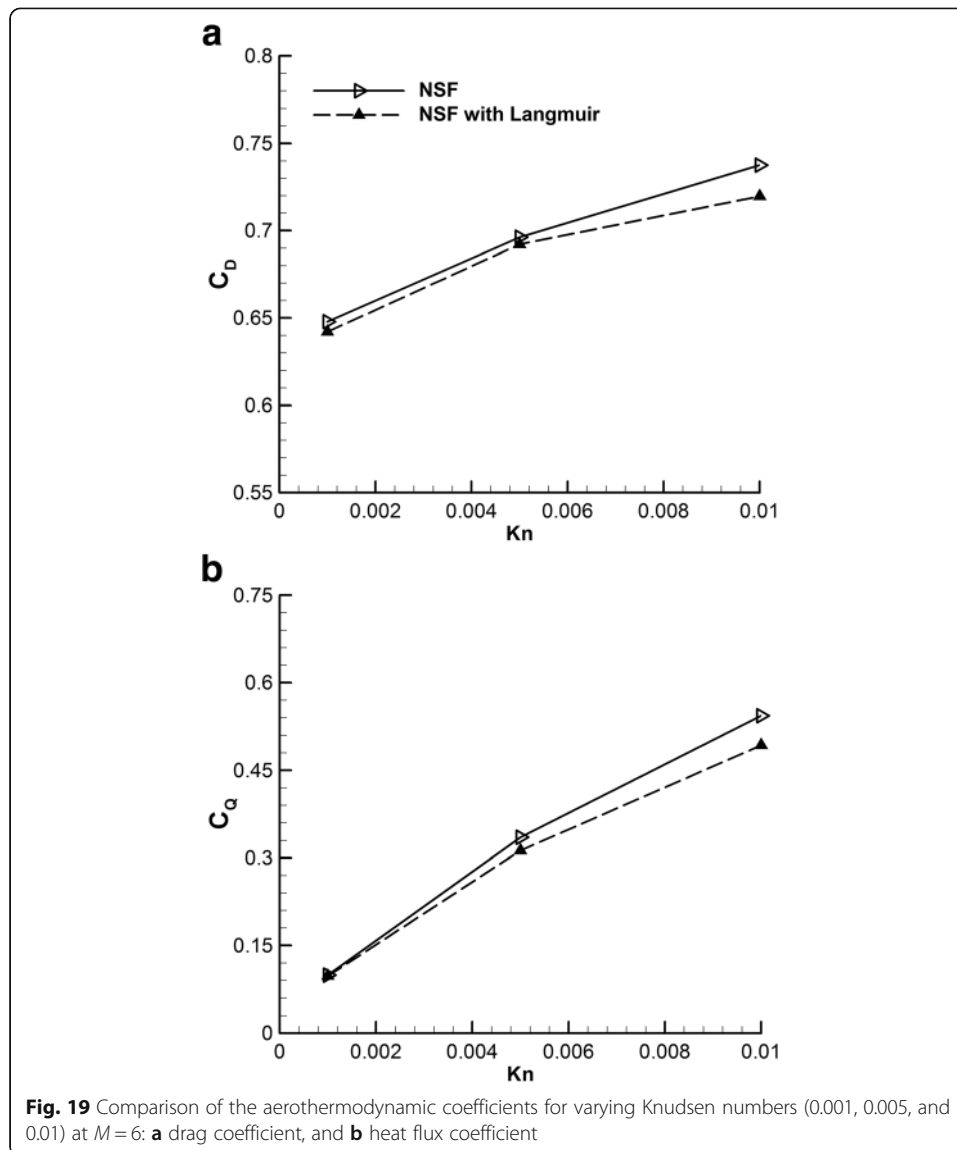 a
0.8
NSF
NSF with Langmuir
0.75
0.7
C_D
0.65
0.6
0.55
0 0.002 0.004 0.006 0.008 0.01
Kn
b
0.75
0.6
0.45
C_Q
0.3
0.15
0
0 0.002 0.004 0.006 0.008 0.01
Kn
Fig. 19 Comparison of the aerothermodynamic coefficients for varying Knudsen numbers (0.001, 0.005, and
0.01) at M = 6: a drag coefficient, and b heat flux coefficient